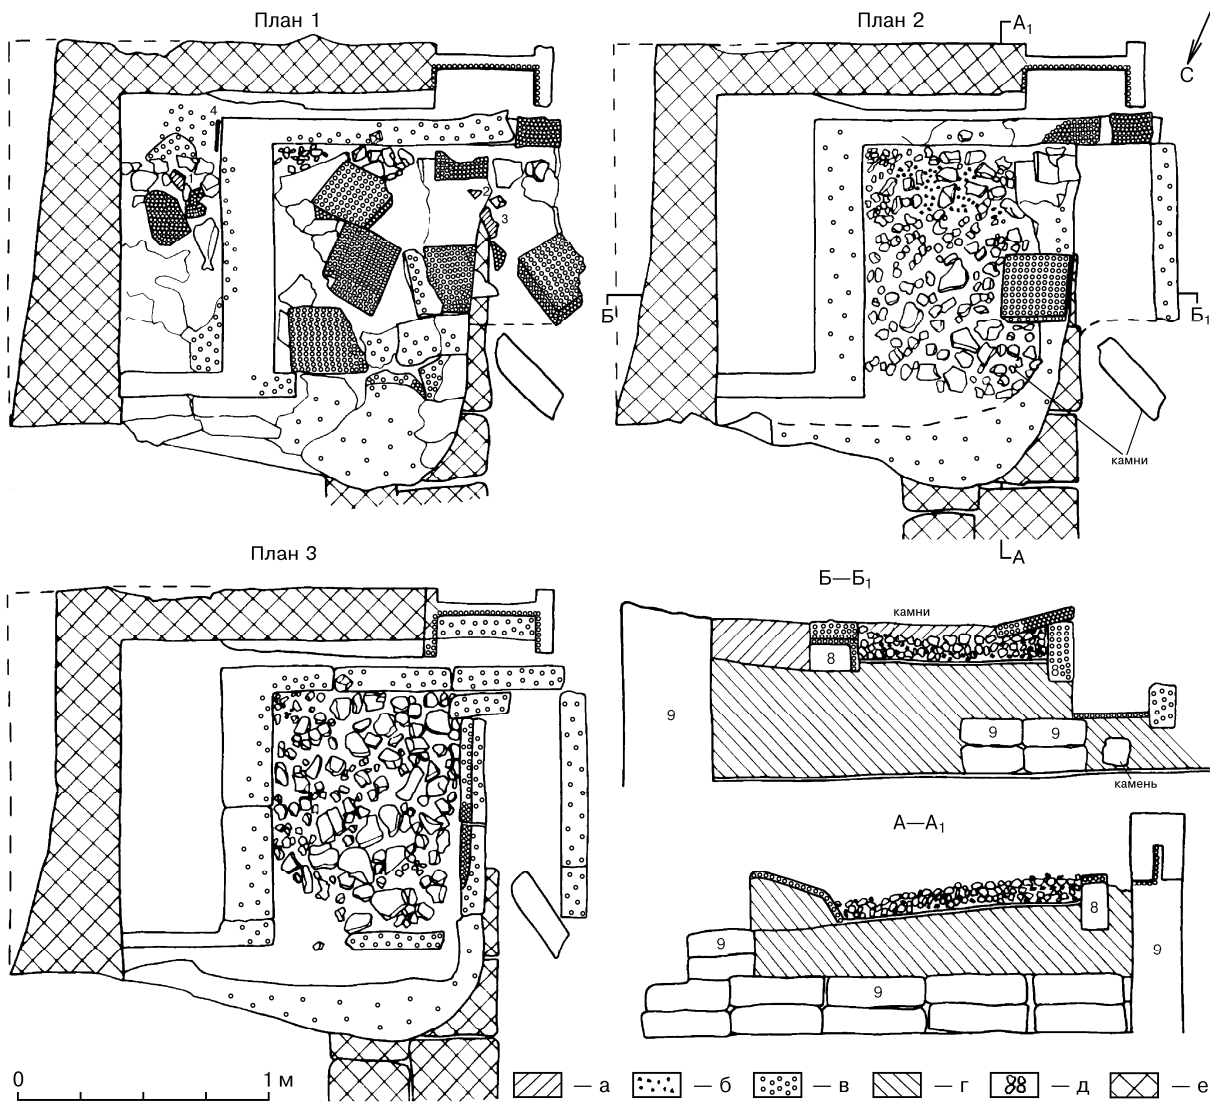 План 1
План 2
А₁
С
4
1
2
3
Б
Б₁
камни
А
План 3
Б—Б₁
камни
8
9
9
9
камень
А—А₁
8
9
9
9
0
1 м
— а
— б
— в
— г
— д
— е